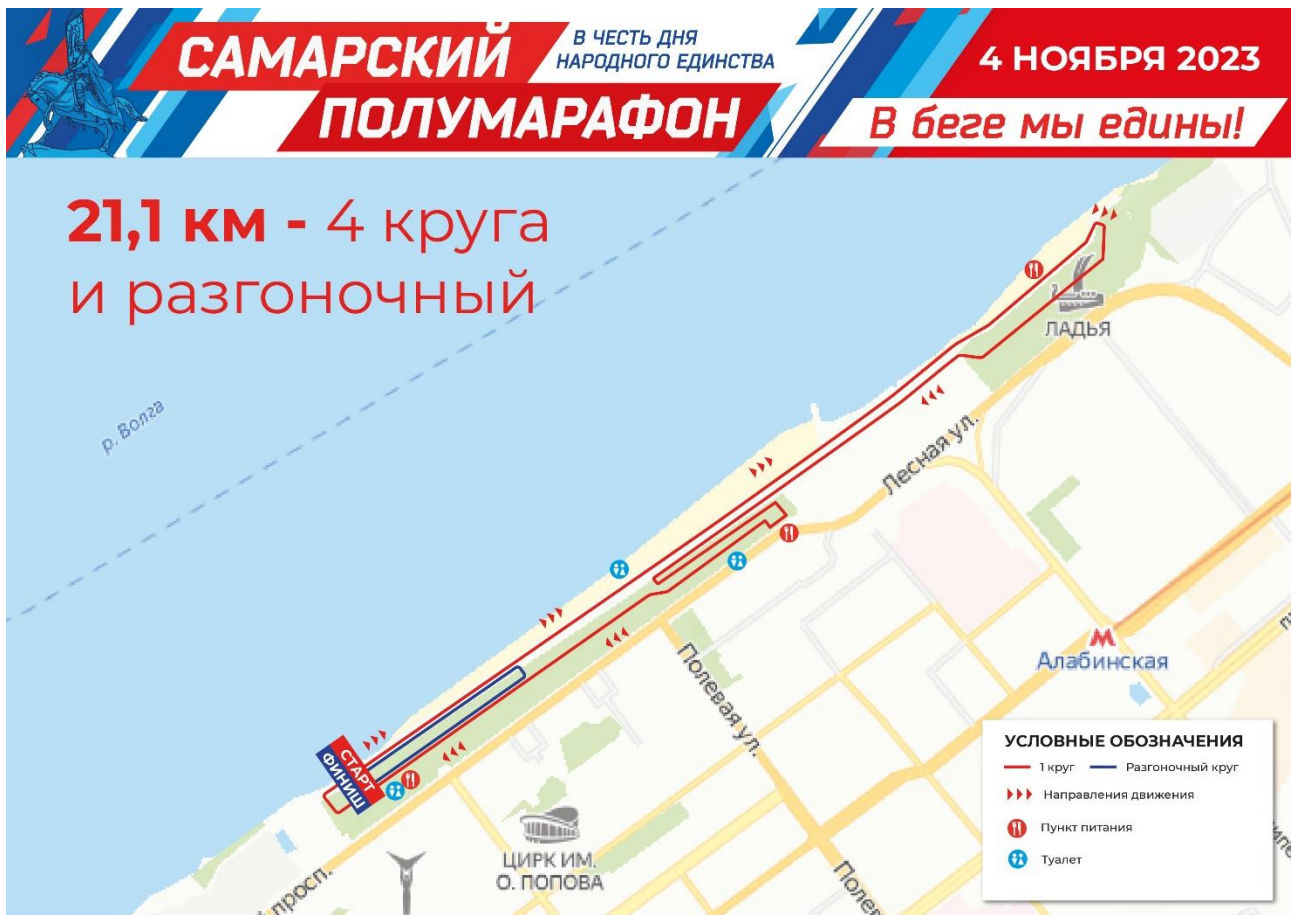 САМАРСКИЙ
ПОЛУМАРАФОН
В ЧЕСТЬ ДНЯ
НАРОДНОГО ЕДИНСТВА
4 НОЯБРЯ 2023
В беге мы едины!
21,1 км - 4 круга
и разгоночный
р. Волга
ЛАДЬЯ
Лесная ул.
Полевая ул.
М
Алабинская
СТАРТ
ФИНИШ
ЦИРК ИМ.
О. ПОПОВА
просп.
УСЛОВНЫЕ ОБОЗНАЧЕНИЯ
1 круг
Разгоночный круг
Направления движения
Пункт питания
Туалет